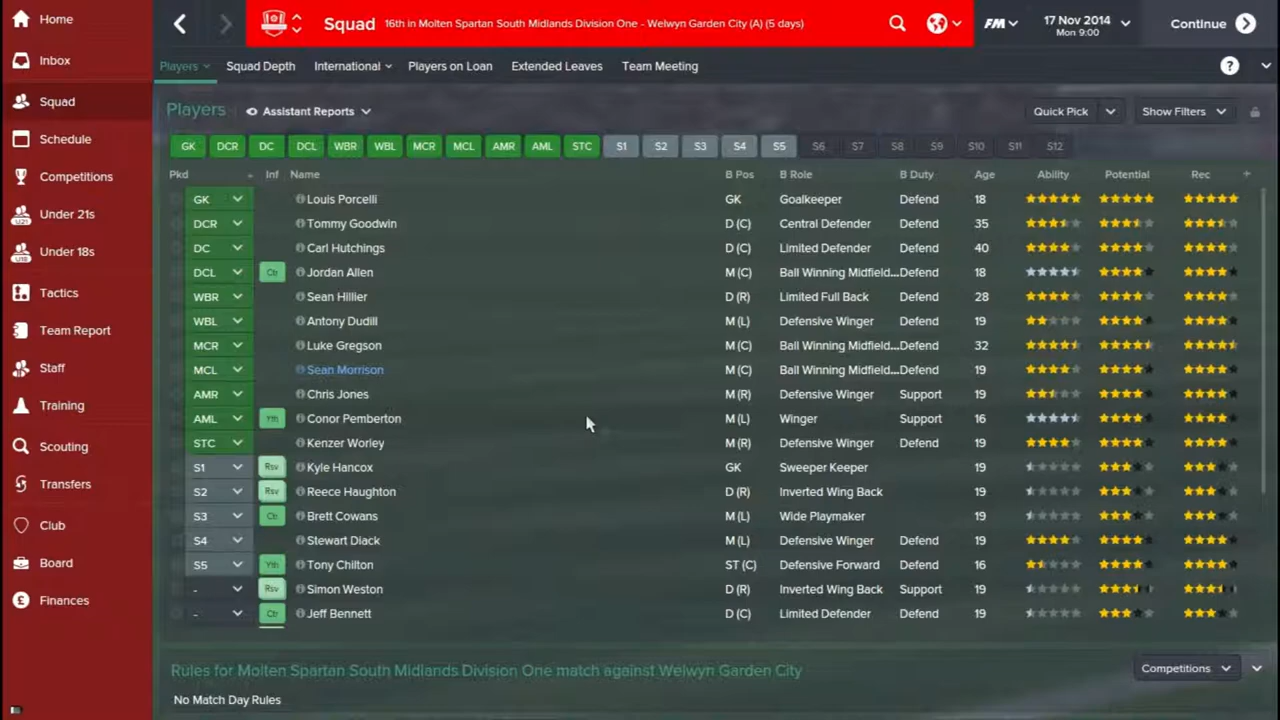 Home
Inbox
Squad
Schedule
Competitions
Under 21s
Under 18s
Tactics
Team Report
Staff
Training
Scouting
Transfers
Club
Board
Finances
Squad 16th in Molten Spartan South Midlands Division One - Welwyn Garden City (A) (5 days)
FM
17 Nov 2014
Mon 9:00
Continue
Players Squad Depth International Players on Loan Extended Leaves Team Meeting ?
Players Assistant Reports Quick Pick Show Filters
GK DCR DC DCL WBR WBL MCR MCL AMR AML STC S1 S2 S3 S4 S5 S6 S7 S8 S9 S10 S11 S12
Pkd Inf Name B Pos B Role B Duty Age Ability Potential Rec +
GK Louis Porcelli GK Goalkeeper Defend 18
DCR Tommy Goodwin D (C) Central Defender Defend 35
DC Carl Hutchings D (C) Limited Defender Defend 40
DCL Ctr Jordan Allen M (C) Ball Winning Midfield... Defend 18
WBR Sean Hillier D (R) Limited Full Back Defend 28
WBL Antony Dudill M (L) Defensive Winger Defend 19
MCR Luke Gregson M (C) Ball Winning Midfield... Defend 32
MCL Sean Morrison M (C) Ball Winning Midfield... Defend 19
AMR Chris Jones M (R) Defensive Winger Support 19
AML Yth Conor Pemberton M (L) Winger Support 16
STC Kenzer Worley M (R) Defensive Winger Defend 19
S1 Rsv Kyle Hancox GK Sweeper Keeper 19
S2 Rsv Reece Haughton D (R) Inverted Wing Back 19
S3 Ctr Brett Cowans M (L) Wide Playmaker 19
S4 Stewart Diack M (L) Defensive Winger Defend 19
S5 Yth Tony Chilton ST (C) Defensive Forward Defend 16
- Rsv Simon Weston D (R) Inverted Wing Back Support 19
- Ctr Jeff Bennett D (C) Limited Defender Defend 19
Rules for Molten Spartan South Midlands Division One match against Welwyn Garden City Competitions
No Match Day Rules